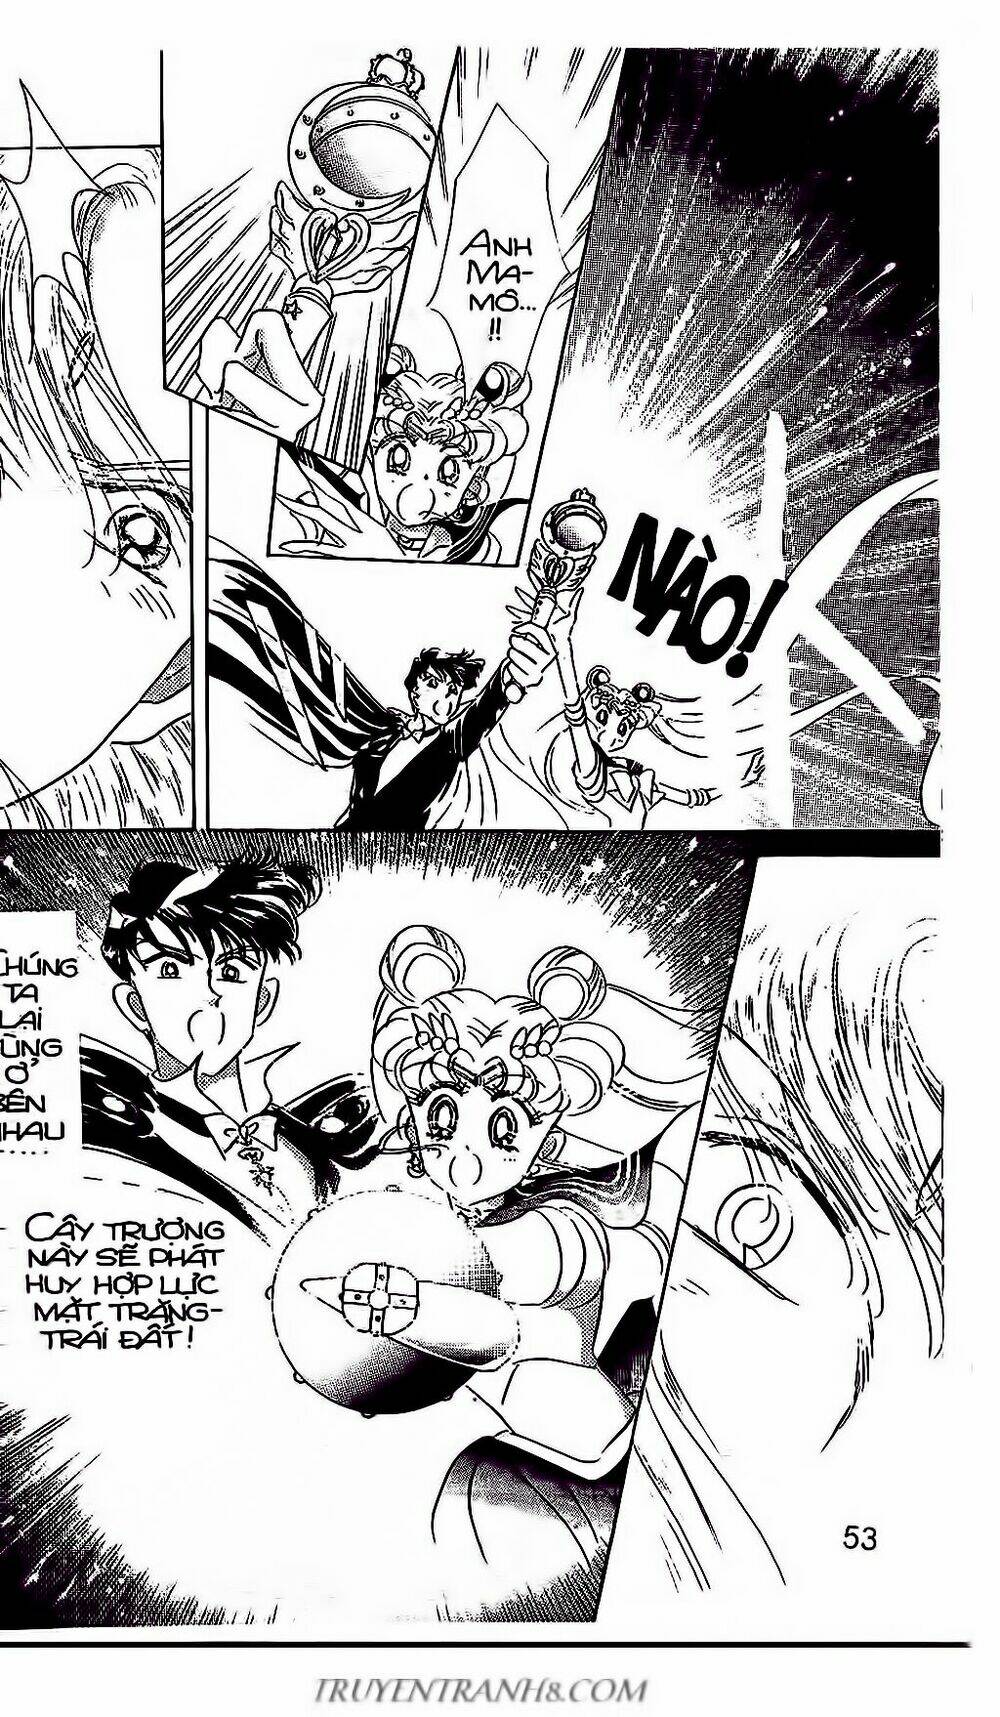 ANH
MA-
MÔ...
!!
NÀO!
CHÚNG
TA
LẠI
CÙNG
Ở
BÊN
NHAU
......
CÂY TRƯỢNG
NÀY SẼ PHÁT
HUY HỢP LỰC
MẶT TRĂNG-
TRÁI ĐẤT!
53
TRUYENTRANH8.COM